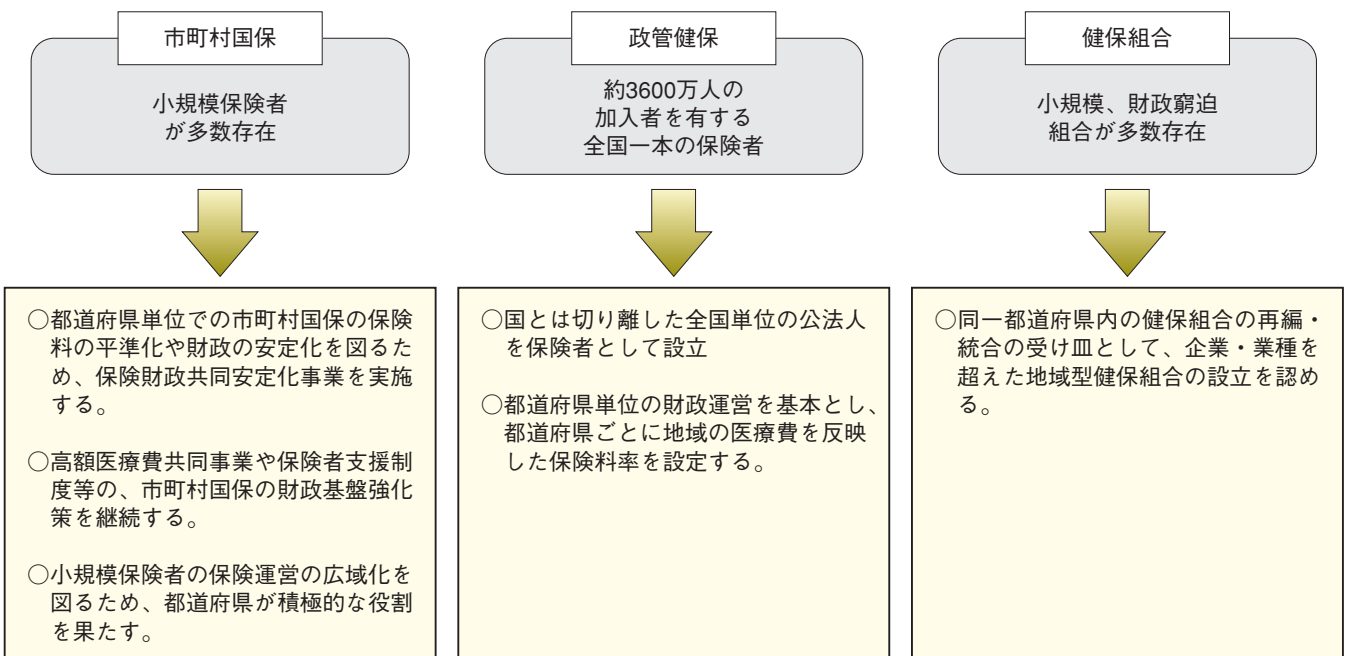 市町村国保
小規模保険者
が多数存在
○都道府県単位での市町村国保の保険
料の平準化や財政の安定化を図るた
め、保険財政共同安定化事業を実施
する。
○高額医療費共同事業や保険者支援制
度等の、市町村国保の財政基盤強化
策を継続する。
○小規模保険者の保険運営の広域化を
図るため、都道府県が積極的な役割
を果たす。
政管健保
約3600万人の
加入者を有する
全国一本の保険者
○国とは切り離した全国単位の公法人
を保険者として設立
○都道府県単位の財政運営を基本とし、
都道府県ごとに地域の医療費を反映
した保険料率を設定する。
健保組合
小規模、財政窮迫
組合が多数存在
○同一都道府県内の健保組合の再編・
統合の受け皿として、企業・業種を
超えた地域型健保組合の設立を認め
る。